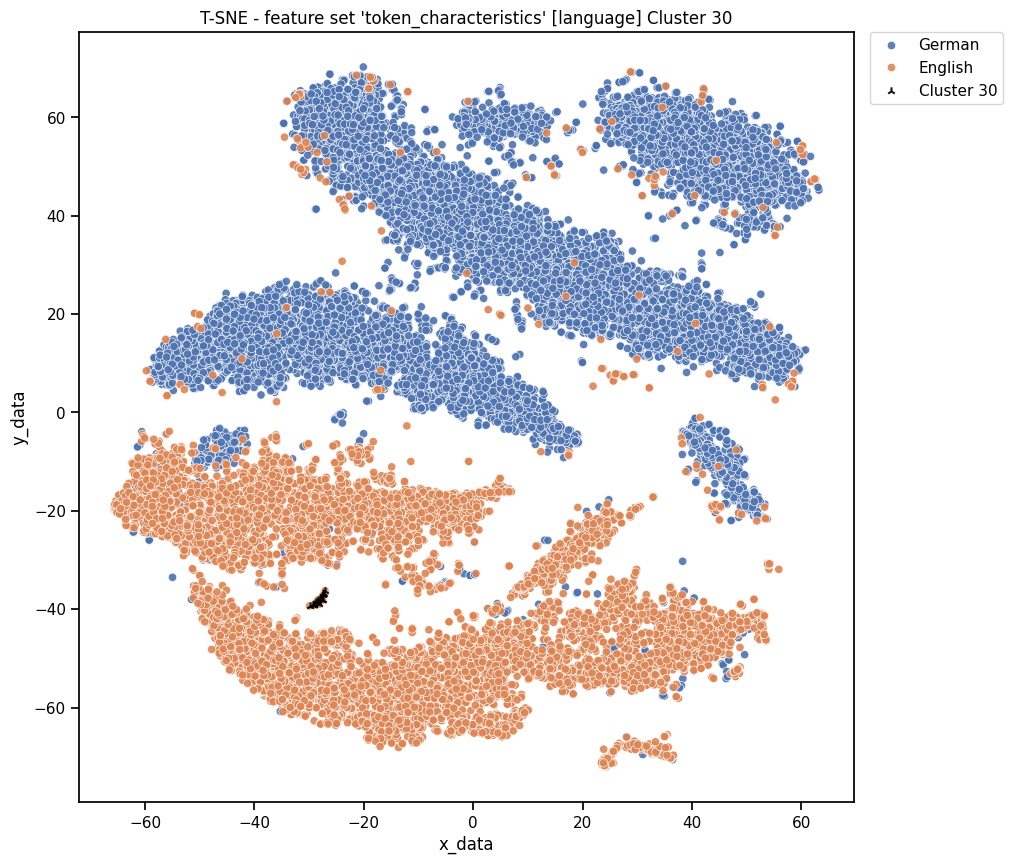 T-SNE - feature set 'token_characteristics' [language] Cluster 30
German
English
Cluster 30
y_data
60
40
20
0
−20
−40
−60
−60 −40 −20 0 20 40 60
x_data